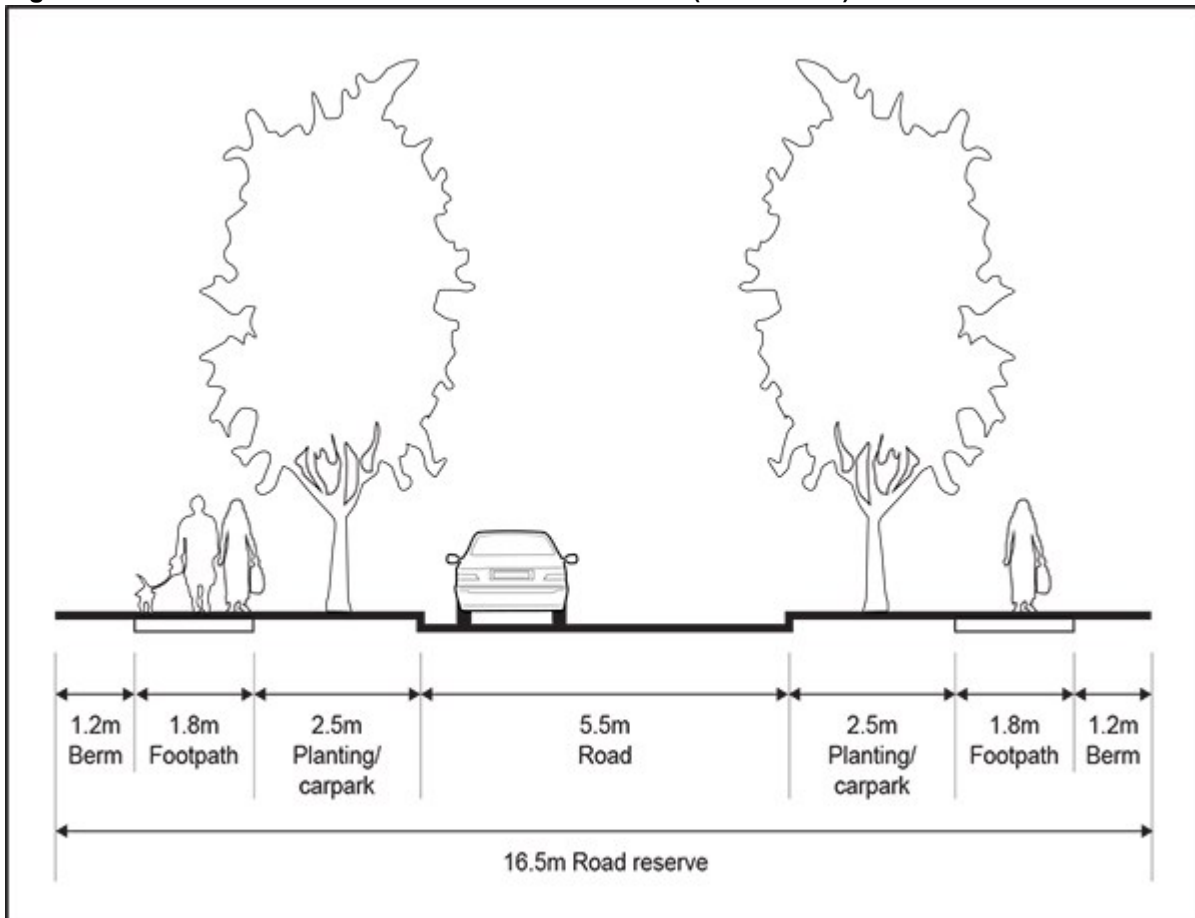 1.2m
Berm
1.8m
Footpath
2.5m
Planting/
carpark
5.5m
Road
2.5m
Planting/
carpark
1.8m
Footpath
1.2m
Berm
16.5m Road reserve